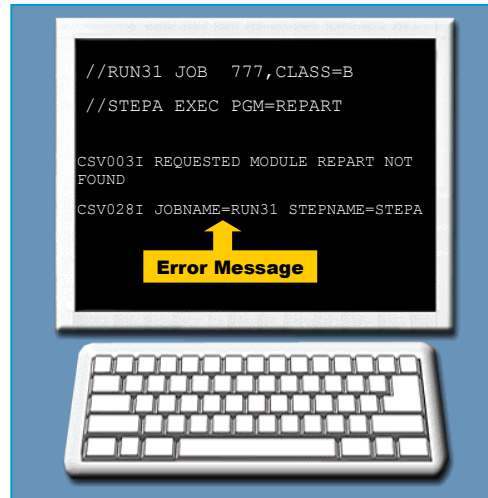 //RUN31 JOB  777,CLASS=B
//STEPA EXEC PGM=REPART
CSV003I REQUESTED MODULE REPART NOT
FOUND
CSV028I JOBNAME=RUN31 STEPNAME=STEPA
Error Message